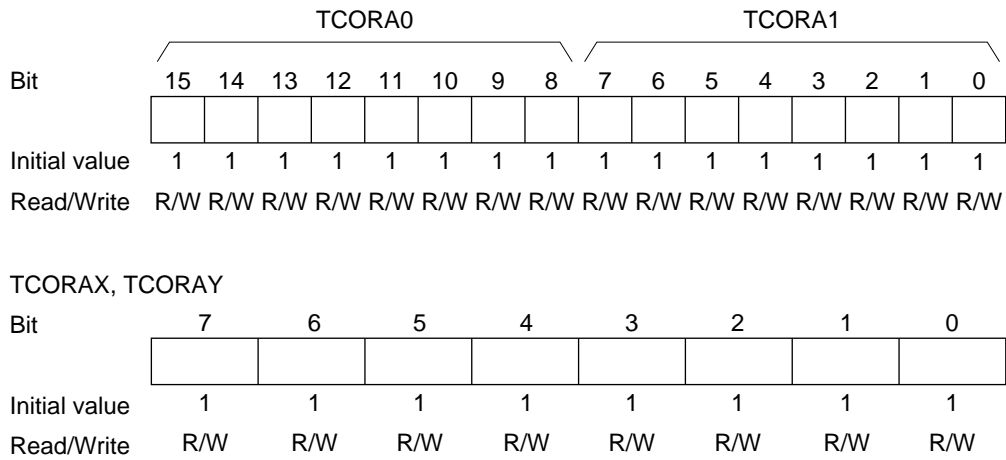 TCORA0 TCORA1
Bit 15 14 13 12 11 10 9 8 7 6 5 4 3 2 1 0
Initial value 1 1 1 1 1 1 1 1 1 1 1 1 1 1 1 1
Read/Write R/W R/W R/W R/W R/W R/W R/W R/W R/W R/W R/W R/W R/W R/W R/W R/W
TCORAX, TCORAY
Bit 7 6 5 4 3 2 1 0
Initial value 1 1 1 1 1 1 1 1
Read/Write R/W R/W R/W R/W R/W R/W R/W R/W